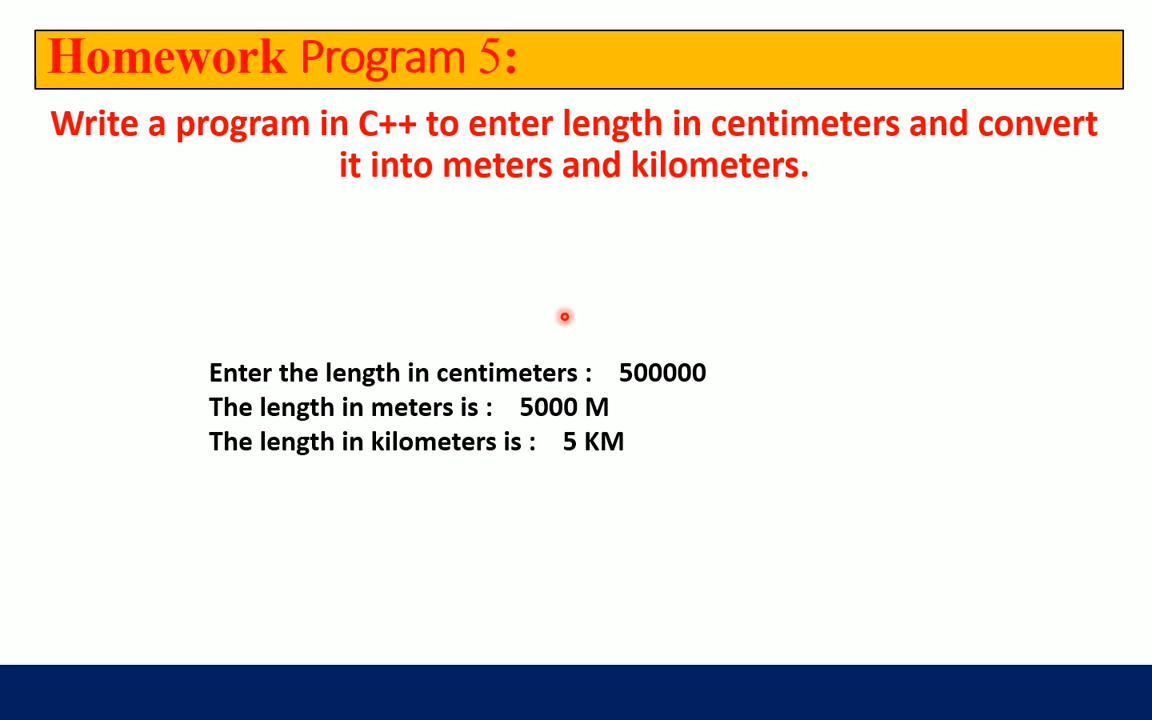 Homework Program 5:
Write a program in C++ to enter length in centimeters and convert
it into meters and kilometers.
Enter the length in centimeters : 500000
The length in meters is : 5000 M
The length in kilometers is : 5 KM